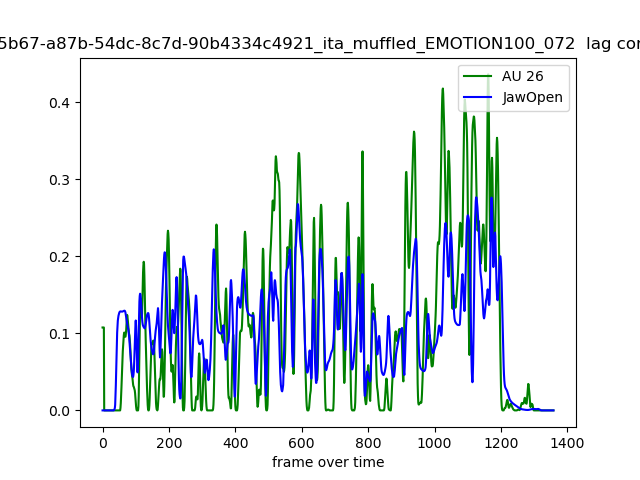 5b67-a87b-54dc-8c7d-90b4334c4921_ita_muffled_EMOTION100_072 lag cor
AU 26
JawOpen
0.4
0.3
0.2
0.1
0.0
0 200 400 600 800 1000 1200 1400
frame over time